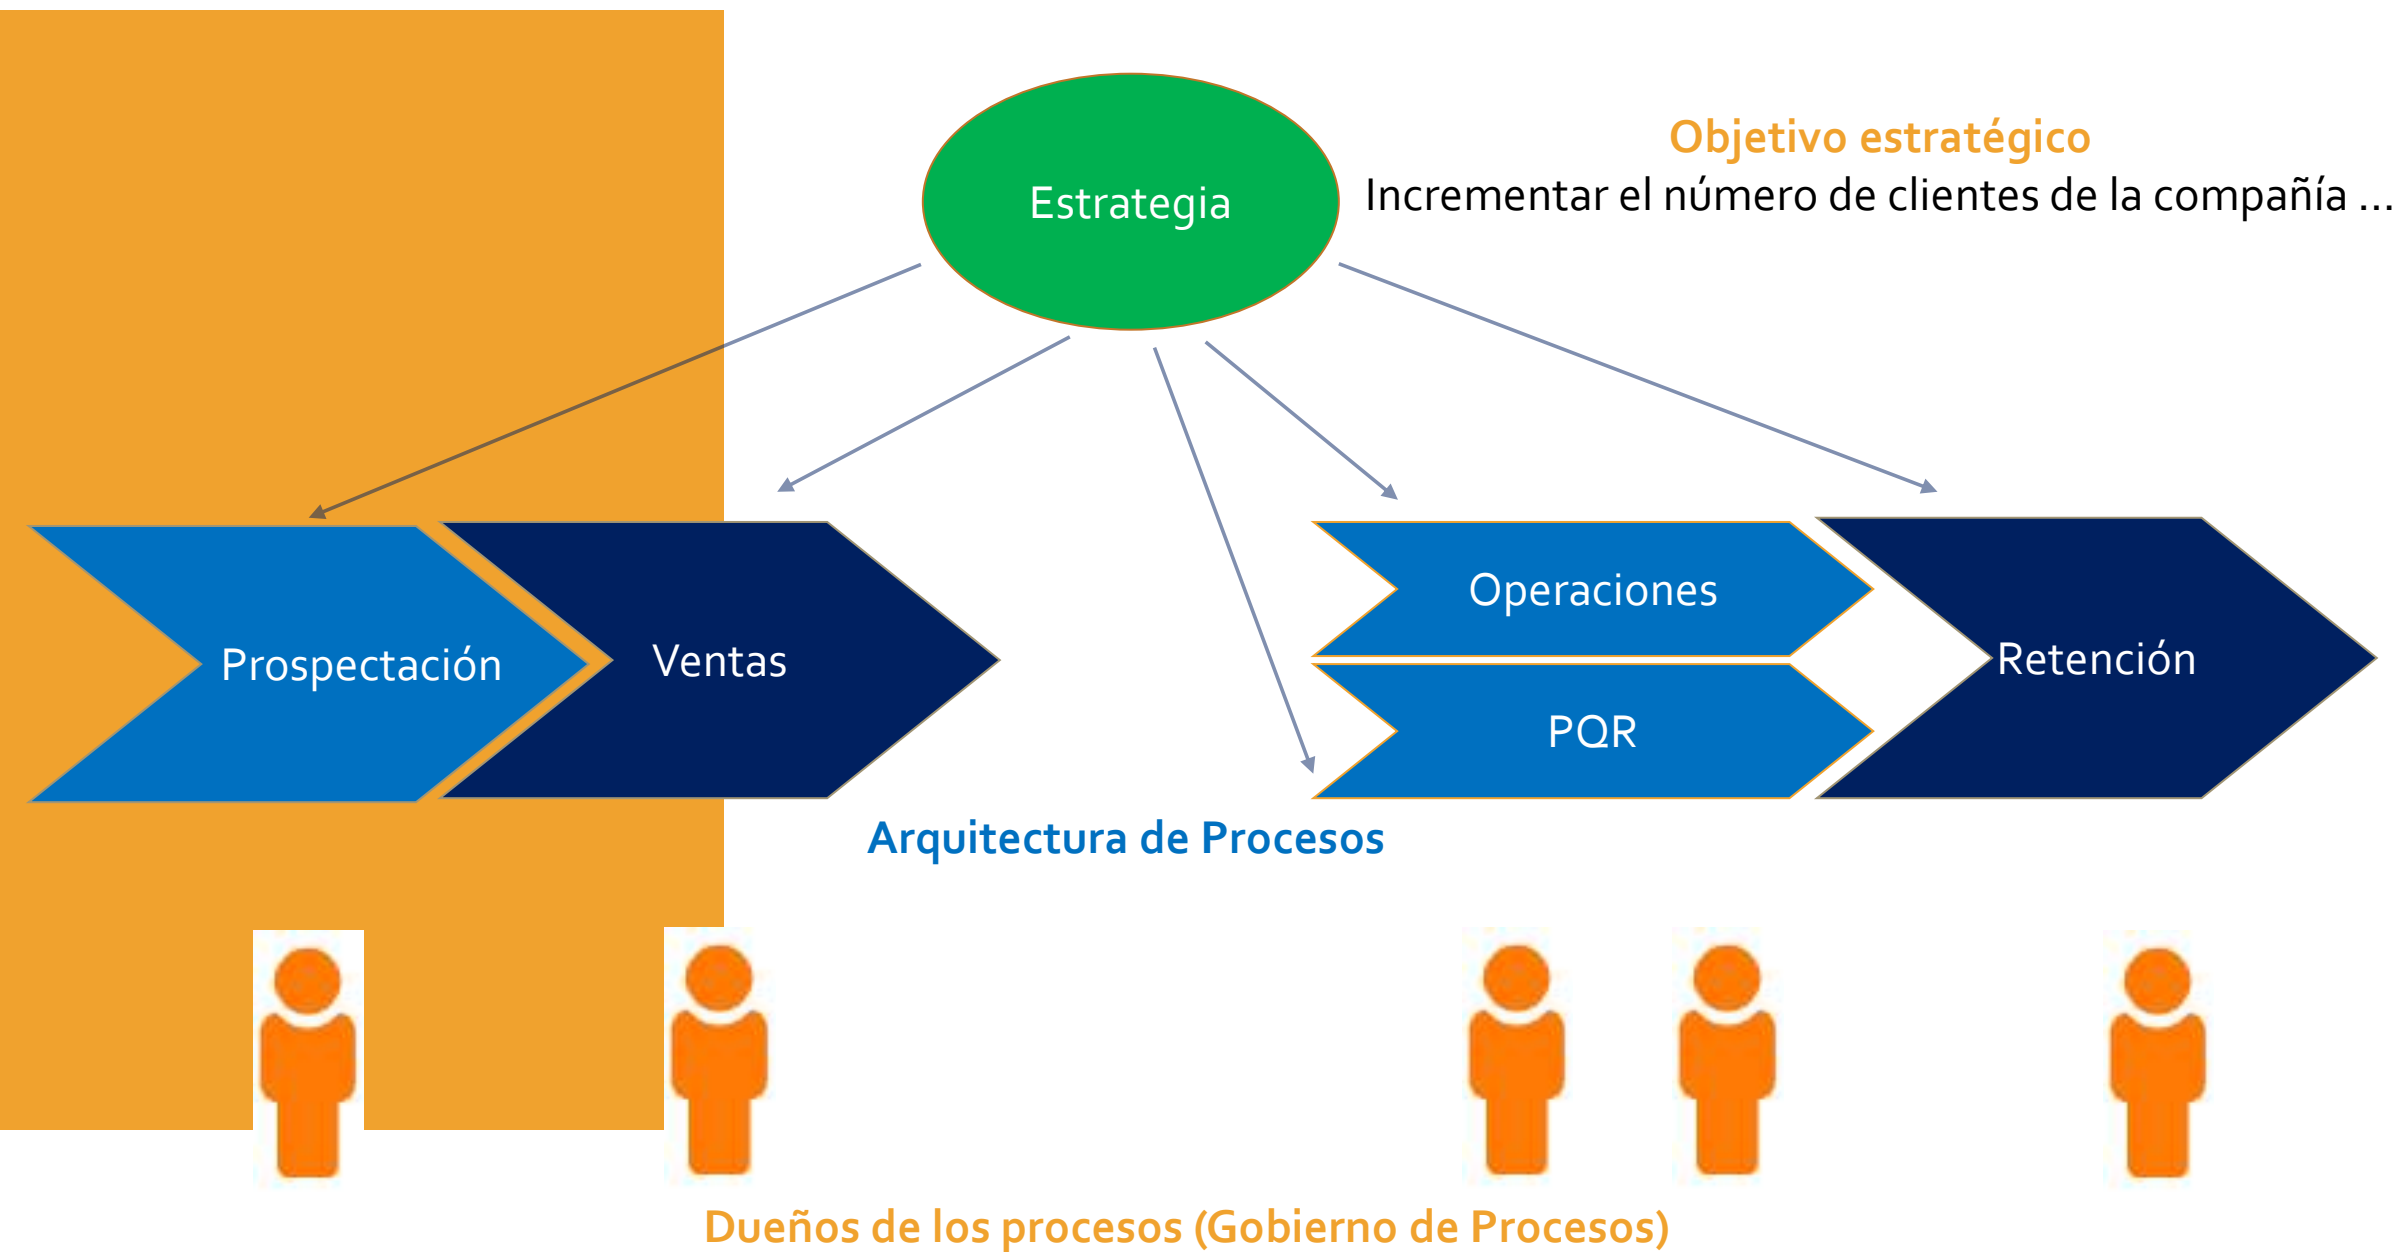 Objetivo estratégico
Estrategia
Incrementar el número de clientes de la compañía ...
Prospectación
Ventas
Operaciones
PQR
Retención
Arquitectura de Procesos
Dueños de los procesos (Gobierno de Procesos)